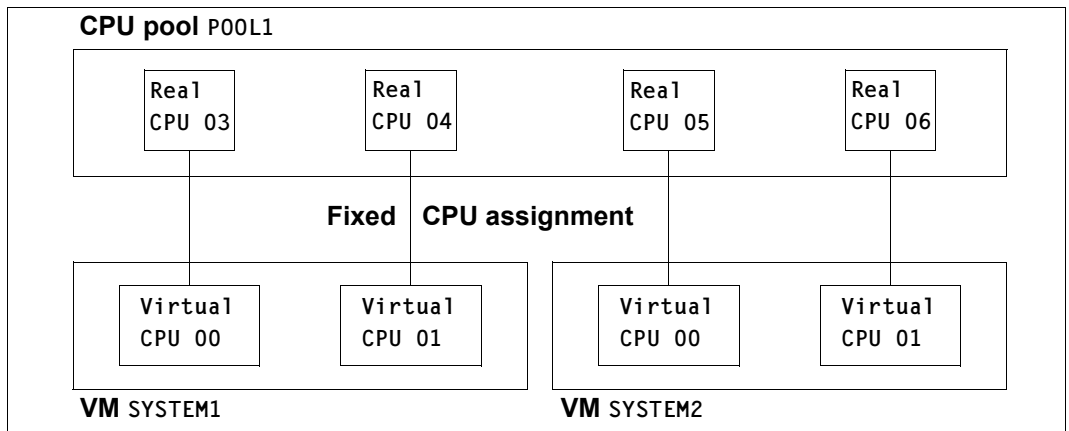 CPU pool POOL1
Real
CPU 03
Real
CPU 04
Real
CPU 05
Real
CPU 06
Fixed CPU assignment
Virtual
CPU 00
Virtual
CPU 01
Virtual
CPU 00
Virtual
CPU 01
VM SYSTEM1
VM SYSTEM2